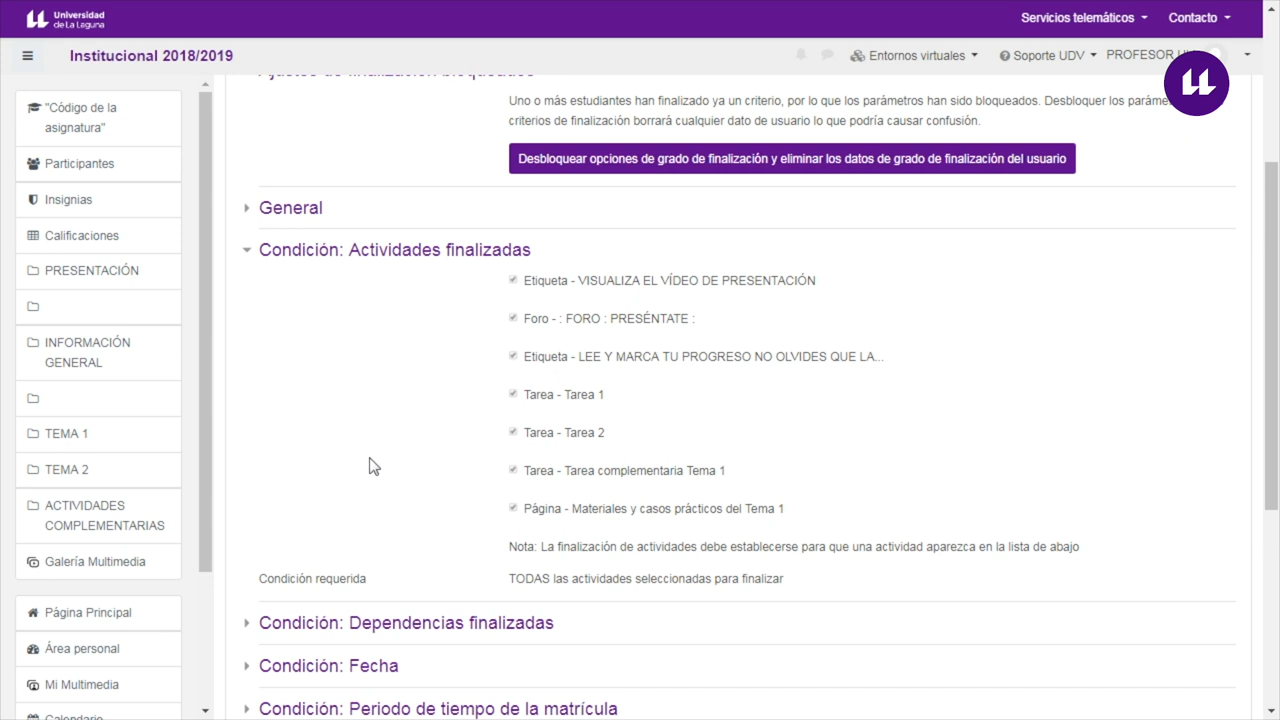 Universidad
de La Laguna
Servicios telemáticos
Contacto
Institucional 2018/2019
Entornos virtuales
Soporte UDV
PROFESOR
Ajustes de finalización bloqueados
"Código de la
asignatura"
Participantes
Insignias
Calificaciones
PRESENTACIÓN
INFORMACIÓN
GENERAL
TEMA 1
TEMA 2
ACTIVIDADES
COMPLEMENTARIAS
Galería Multimedia
Página Principal
Área personal
Mi Multimedia
Calendario
Uno o más estudiantes han finalizado ya un criterio, por lo que los parámetros han sido bloqueados. Desbloquer los
criterios de finalización borrará cualquier dato de usuario lo que podría causar confusión.
Desbloquear opciones de grado de finalización y eliminar los datos de grado de finalización del usuario
General
Condición: Actividades finalizadas
Etiqueta - VISUALIZA EL VÍDEO DE PRESENTACIÓN
Foro - : FORO : PRESÉNTATE :
Etiqueta - LEE Y MARCA TU PROGRESO NO OLVIDES QUE LA...
Tarea - Tarea 1
Tarea - Tarea 2
Tarea - Tarea complementaria Tema 1
Página - Materiales y casos prácticos del Tema 1
Nota: La finalización de actividades debe establecerse para que una actividad aparezca en la lista de abajo
Condición requerida
TODAS las actividades seleccionadas para finalizar
Condición: Dependencias finalizadas
Condición: Fecha
Condición: Periodo de tiempo de la matrícula